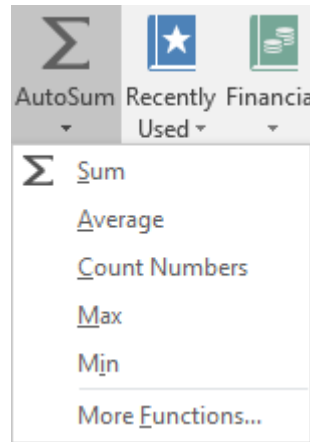 AutoSum Recently Financia
Used
Sum
Average
Count Numbers
Max
Min
More Functions...